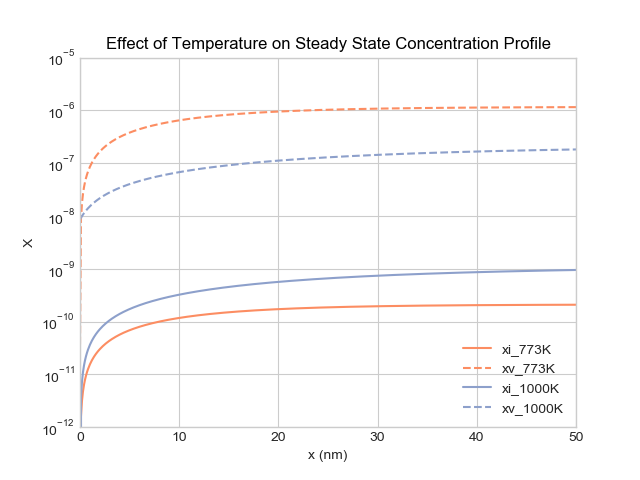 Effect of Temperature on Steady State Concentration Profile
10⁻⁵
10⁻⁶
10⁻⁷
10⁻⁸
10⁻⁹
10⁻¹⁰
10⁻¹¹
10⁻¹²
X
xi_773K
xv_773K
xi_1000K
xv_1000K
0 10 20 30 40 50
x (nm)